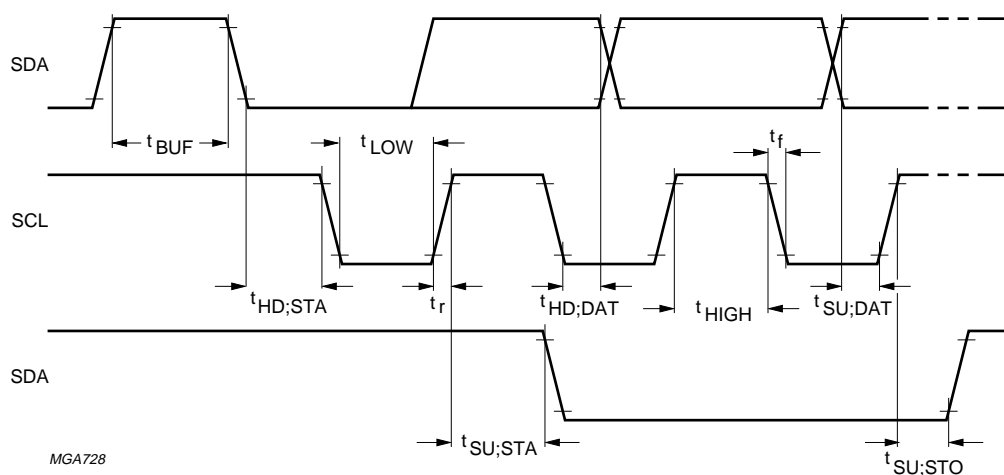 SDA
t BUF
t LOW
t f
SCL
t HD;STA
t r
t HD;DAT
t HIGH
t SU;DAT
SDA
t SU;STA
t SU;STO
MGA728